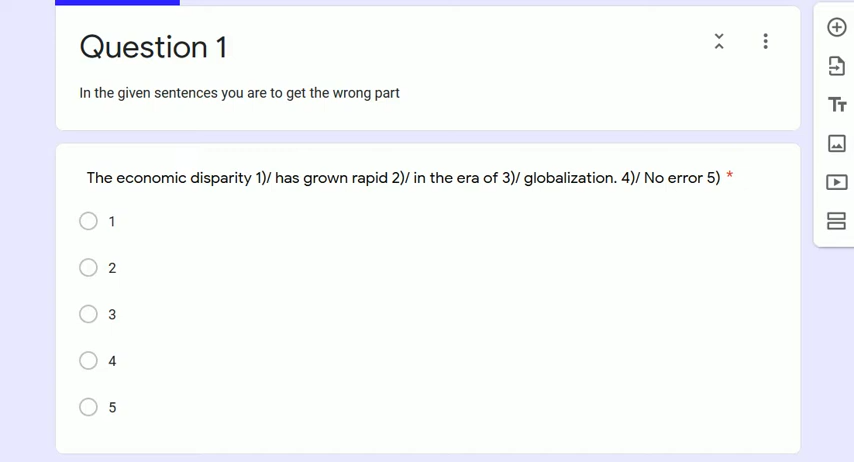 Question 1
In the given sentences you are to get the wrong part
The economic disparity 1)/ has grown rapid 2)/ in the era of 3)/ globalization. 4)/ No error 5) *
1
2
3
4
5
Tт